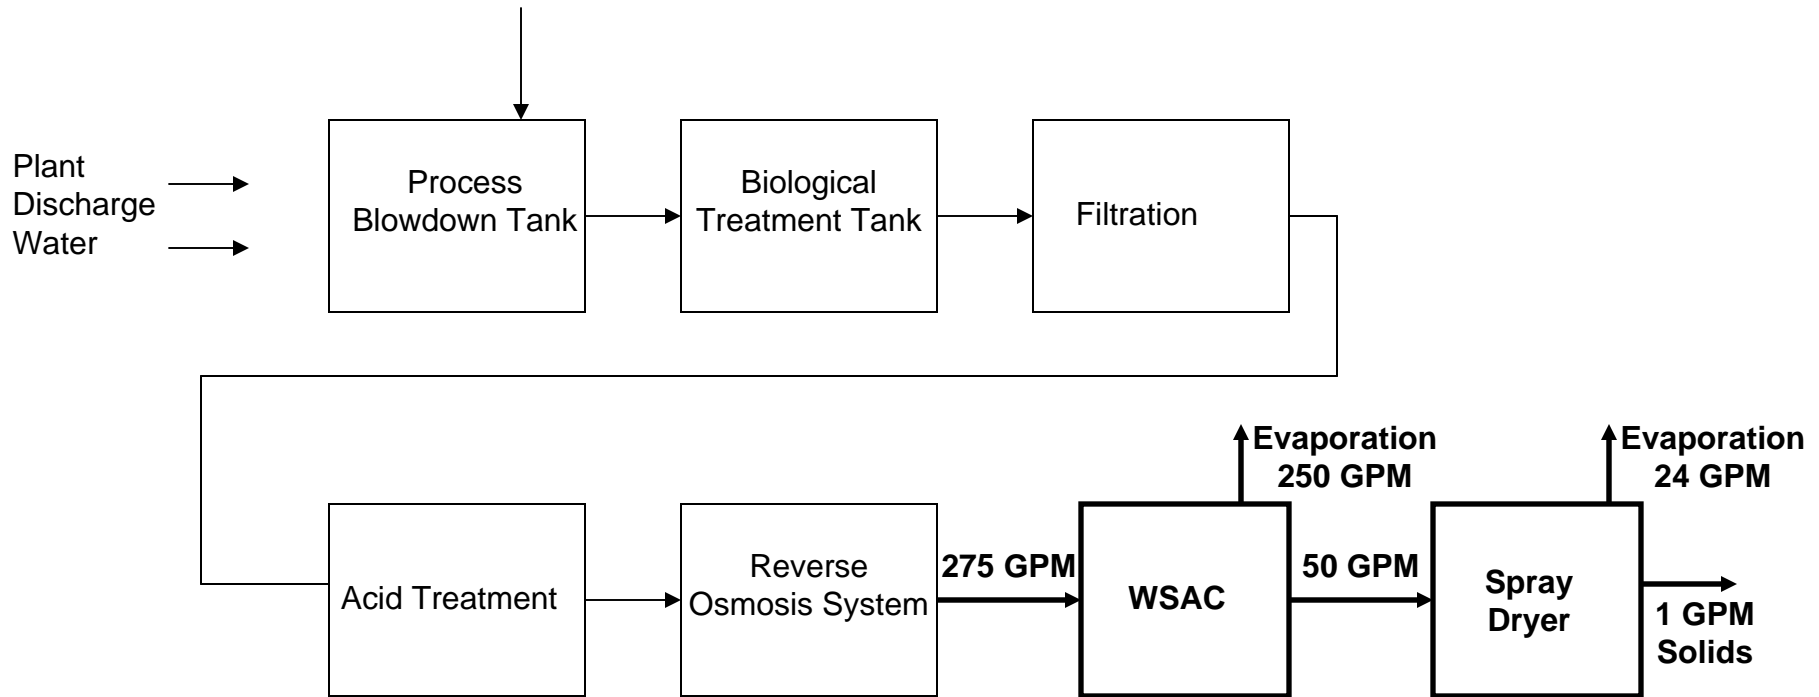 Plant
Discharge
Water
Process
Blowdown Tank
Biological
Treatment Tank
Filtration
Evaporation
250 GPM
Evaporation
24 GPM
Acid Treatment
Reverse
Osmosis System
275 GPM
WSAC
50 GPM
Spray
Dryer
1 GPM
Solids